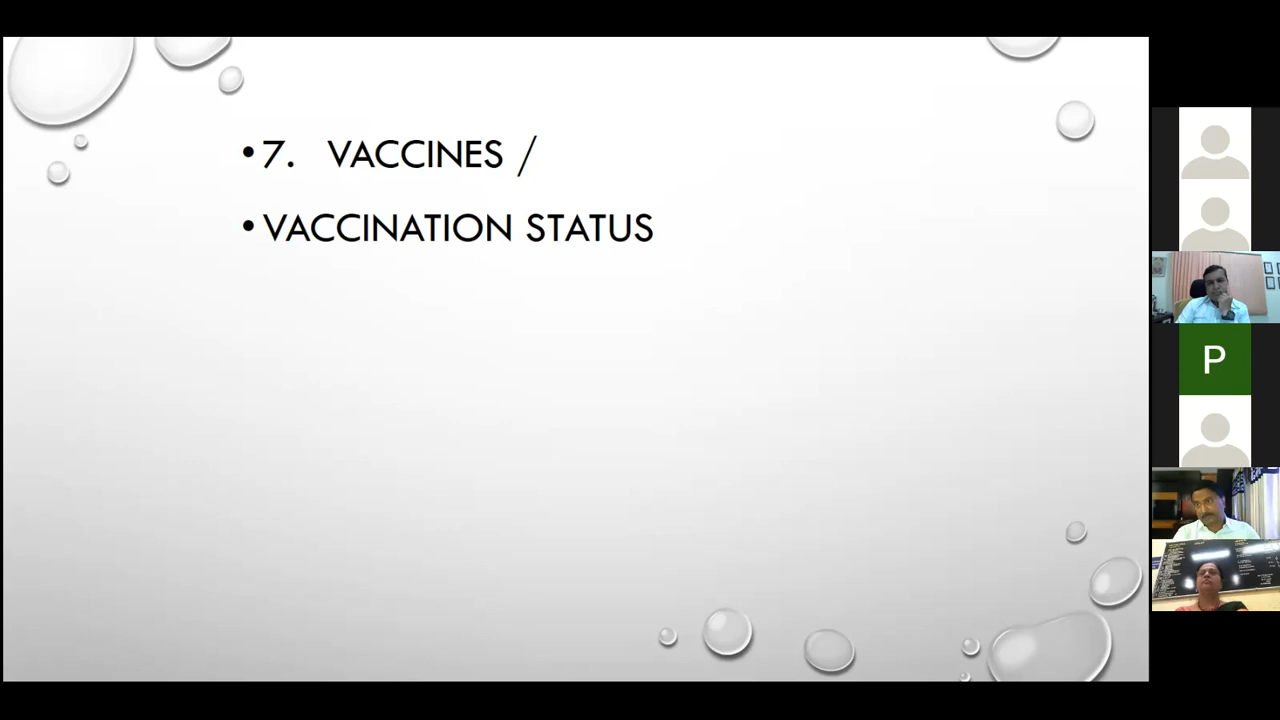 •7. VACCINES /
•VACCINATION STATUS
P